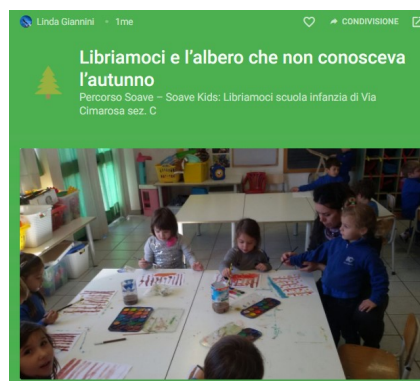 Linda Giannini • 1me
CONDIVISIONE
Libriamoci e l'albero che non conosceva
l'autunno
Percorso Soave – Soave Kids: Libriamoci scuola infanzia di Via
Cimarosa sez. C